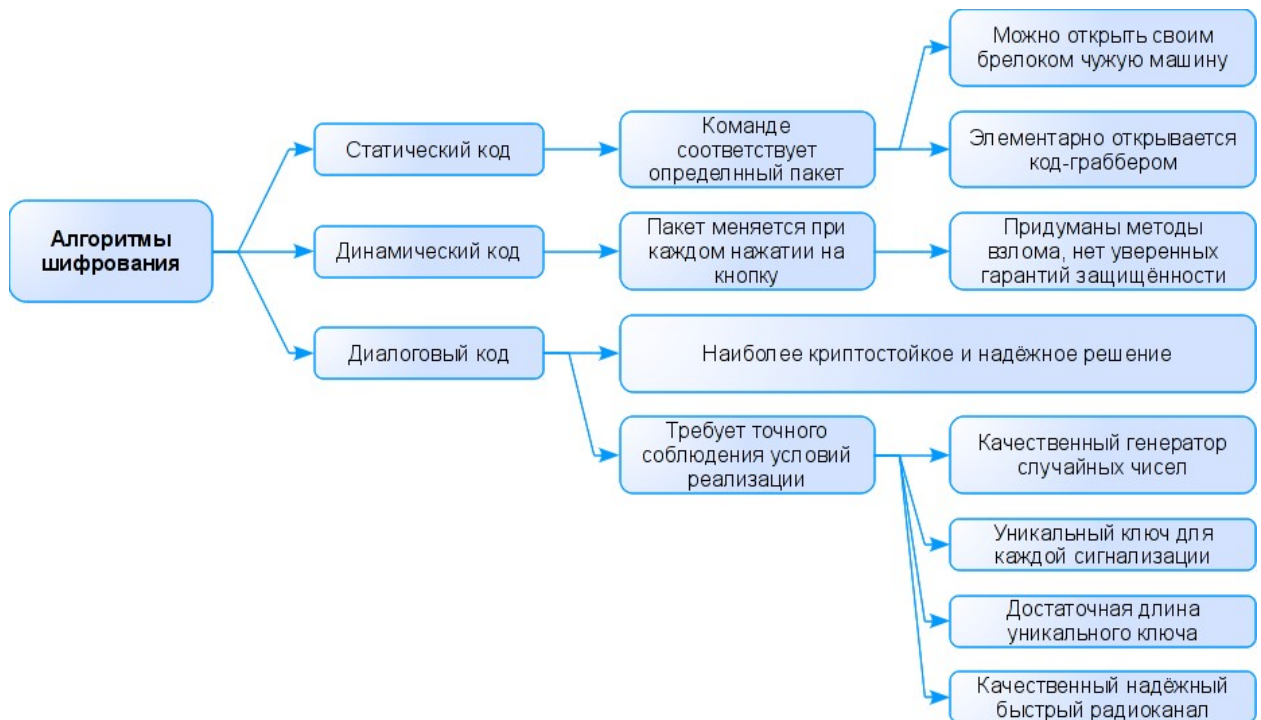 Алгоритмы
шифрования
Статический код
Команде
соответствует
определнный пакет
Можно открыть своим
брелоком чужую машину
Элементарно открывается
код-граббером
Динамический код
Пакет меняется при
каждом нажатии на
кнопку
Придуманы методы
взлома, нет уверенных
гарантий защищённости
Диалоговый код
Наиболее криптостойкое и надёжное решение
Требует точного
соблюдения условий
реализации
Качественный генератор
случайных чисел
Уникальный ключ для
каждой сигнализации
Достаточная длина
уникального ключа
Качественный надёжный
быстрый радиоканал